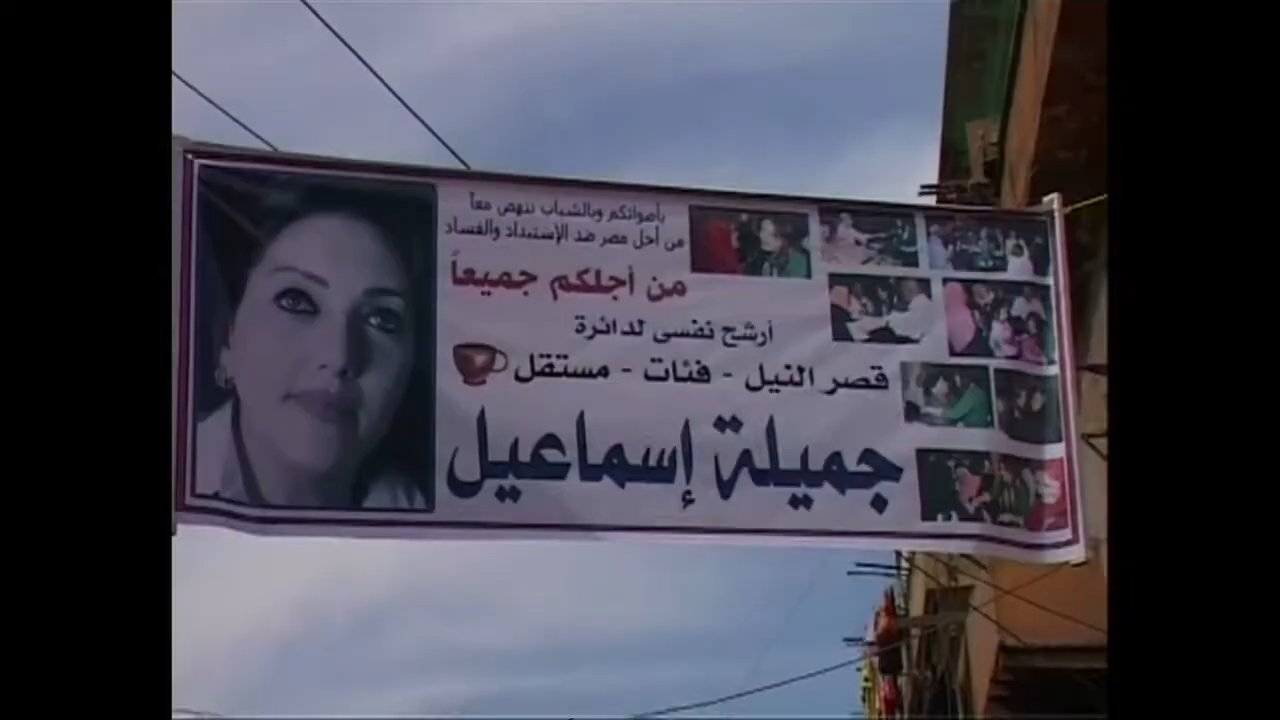 بأصواتكم وبالشباب ننهض معاً
من أجل مصر ضد الإستبداد والفساد
من أجلكم جميعاً
أرشح نفسى لدائرة
قصر النيل - فئات - مستقل
جميلة إسماعيل